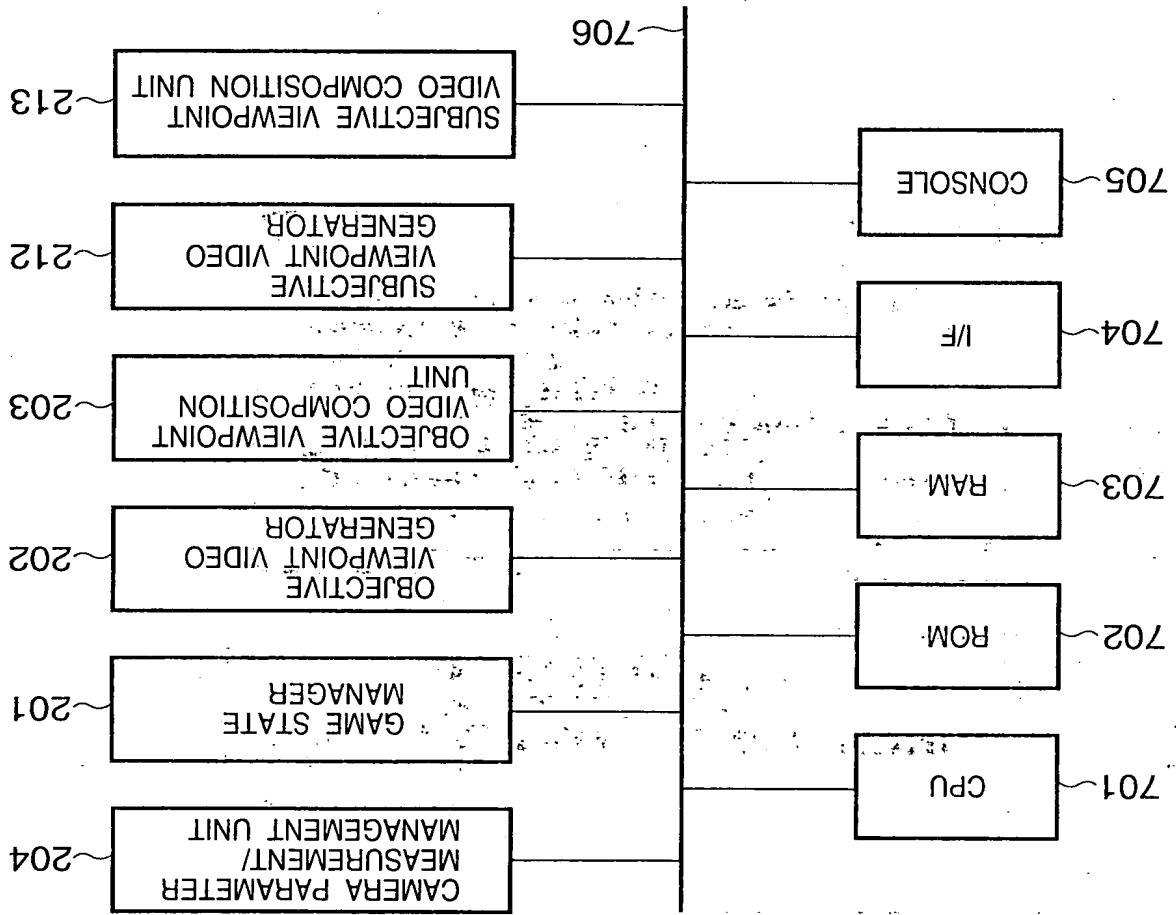 701
CPU
702
ROM
703
RAM
704
I/F
705
CONSOLE
204
CAMERA PARAMETER
MEASUREMENT/
MANAGEMENT UNIT
201
GAME STATE
MANAGER
202
OBJECTIVE
VIEWPOINT VIDEO
GENERATOR
203
OBJECTIVE VIEWPOINT
VIDEO COMPOSITION
UNIT
212
SUBJECTIVE
VIEWPOINT VIDEO
GENERATOR
213
SUBJECTIVE VIEWPOINT
VIDEO COMPOSITION UNIT
706